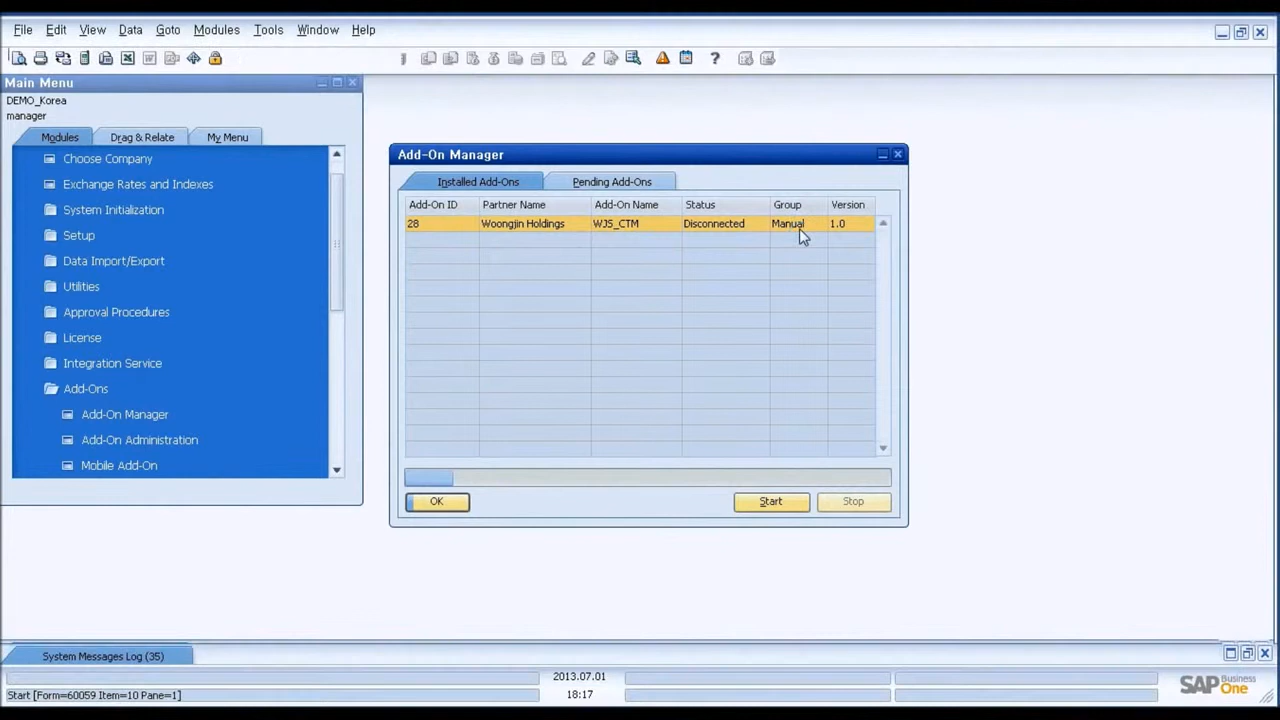 File Edit View Data Goto Modules Tools Window Help
Main Menu
DEMO_Korea
manager
Modules Drag & Relate My Menu
Choose Company
Exchange Rates and Indexes
System Initialization
Setup
Data Import/Export
Utilities
Approval Procedures
License
Integration Service
Add-Ons
Add-On Manager
Add-On Administration
Mobile Add-On
Add-On Manager
Installed Add-Ons Pending Add-Ons
Add-On ID Partner Name Add-On Name Status Group Version
28 Woongjin Holdings WJS_CTM Disconnected Manual 1.0
OK Start Stop
System Messages Log (35)
2013.07.01
Start [Form=60059 Item=10 Pane=1] 18:17
SAP Business One